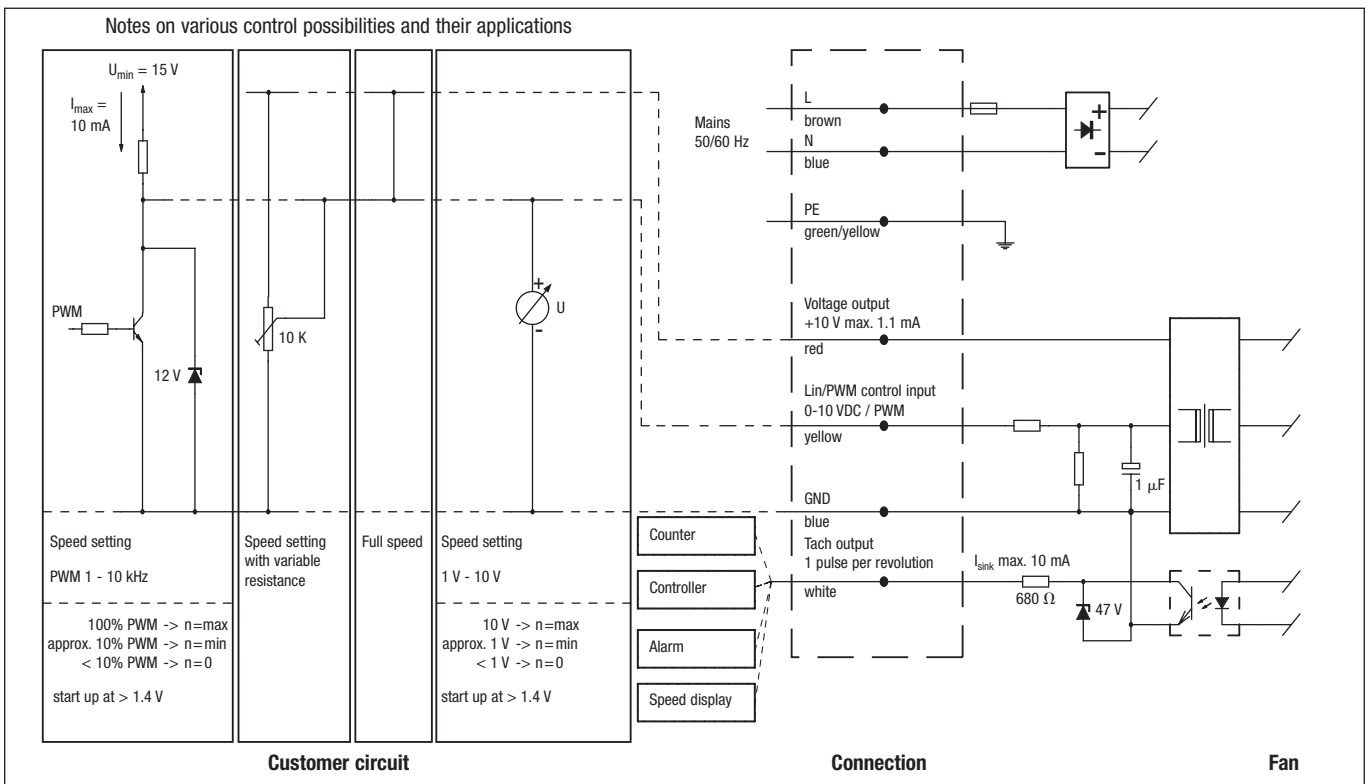 Notes on various control possibilities and their applications
Umin = 15 V
Imax =
10 mA
PWM
12 V
Speed setting
PWM 1 - 10 kHz
100% PWM -> n=max
approx. 10% PWM -> n=min
< 10% PWM -> n=0
start up at > 1.4 V
10 K
Speed setting
with variable
resistance
Full speed
+
U
-
Speed setting
1 V - 10 V
10 V -> n=max
approx. 1 V -> n=min
< 1 V -> n=0
start up at > 1.4 V
Customer circuit
Counter
Controller
Alarm
Speed display
Mains
50/60 Hz
L
brown
N
blue
PE
green/yellow
Voltage output
+10 V max. 1.1 mA
red
Lin/PWM control input
0-10 VDC / PWM
yellow
GND
blue
Tach output
1 pulse per revolution
white
Connection
+
-
1 µF
Isink max. 10 mA
680 Ω
47 V
Fan